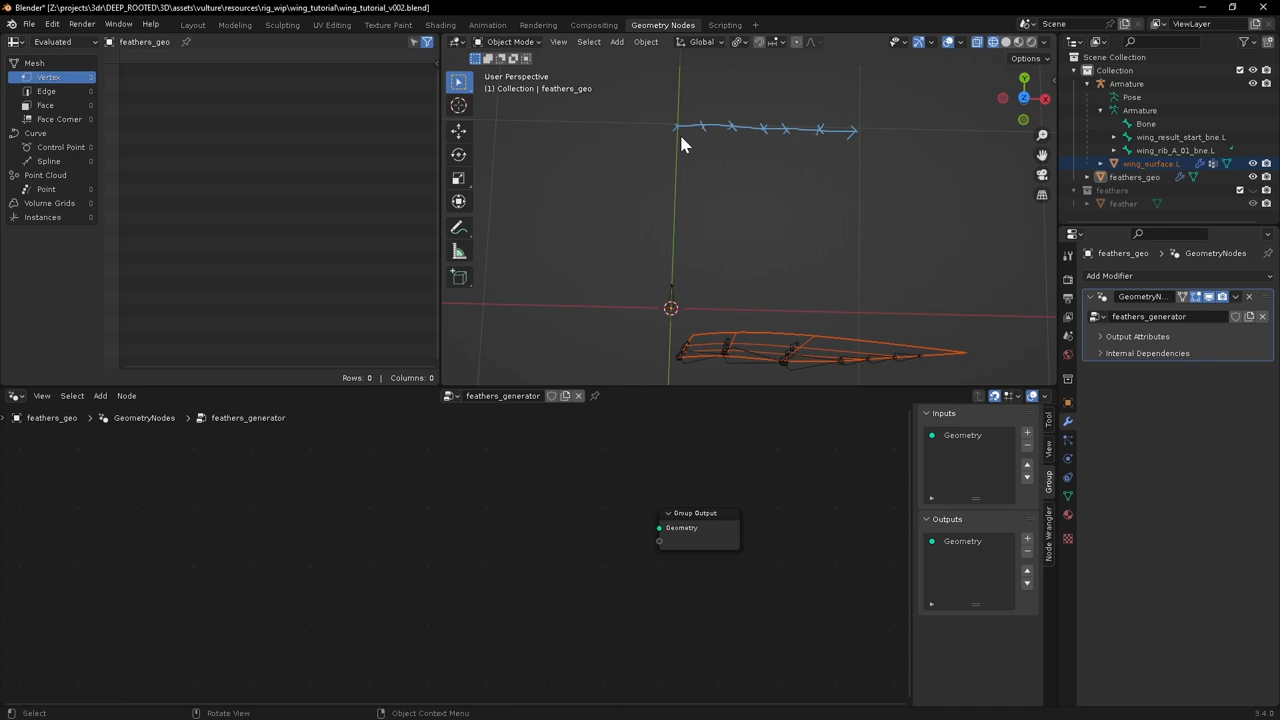 Blender* [Z:\3dr\DEEP_ROOTED\3D\assets\vulture\resources\rig_wip\wing_tutorial\wing_tutorial_v002.blend]
File Edit Render Window Help Layout Modeling Sculpting UV Editing Texture Paint Shading Animation Rendering Compositing Geometry Nodes Scripting
Scene ViewLayer
Evaluated feathers_geo
Object Mode View Select Add Object Global
Options
Mesh
Vertex 0
Edge 0
Face 0
Face Corner 0
Curve
Control Point 0
Spline 0
Point Cloud
Point 0
Volume Grids 0
Instances 0
Rows: 0 | Columns: 0
User Perspective
(1) Collection | feathers_geo
Y
X
Z
Scene Collection
Collection
Armature
Pose
Armature
Bone
wing_result_start_bne.L
wing_rib_A_01_bne.L
wing_surface.L
feathers_geo
feathers
feather
feathers_geo GeometryNodes
Add Modifier
GeometryN...
feathers_generator
Output Attributes
Internal Dependencies
View Select Add Node
feathers_generator
feathers_geo GeometryNodes feathers_generator
Group Output
Geometry
Inputs
Geometry
Outputs
Geometry
Tool
View
Group
Node Wrangler
Select Rotate View Object Context Menu
3.4.0